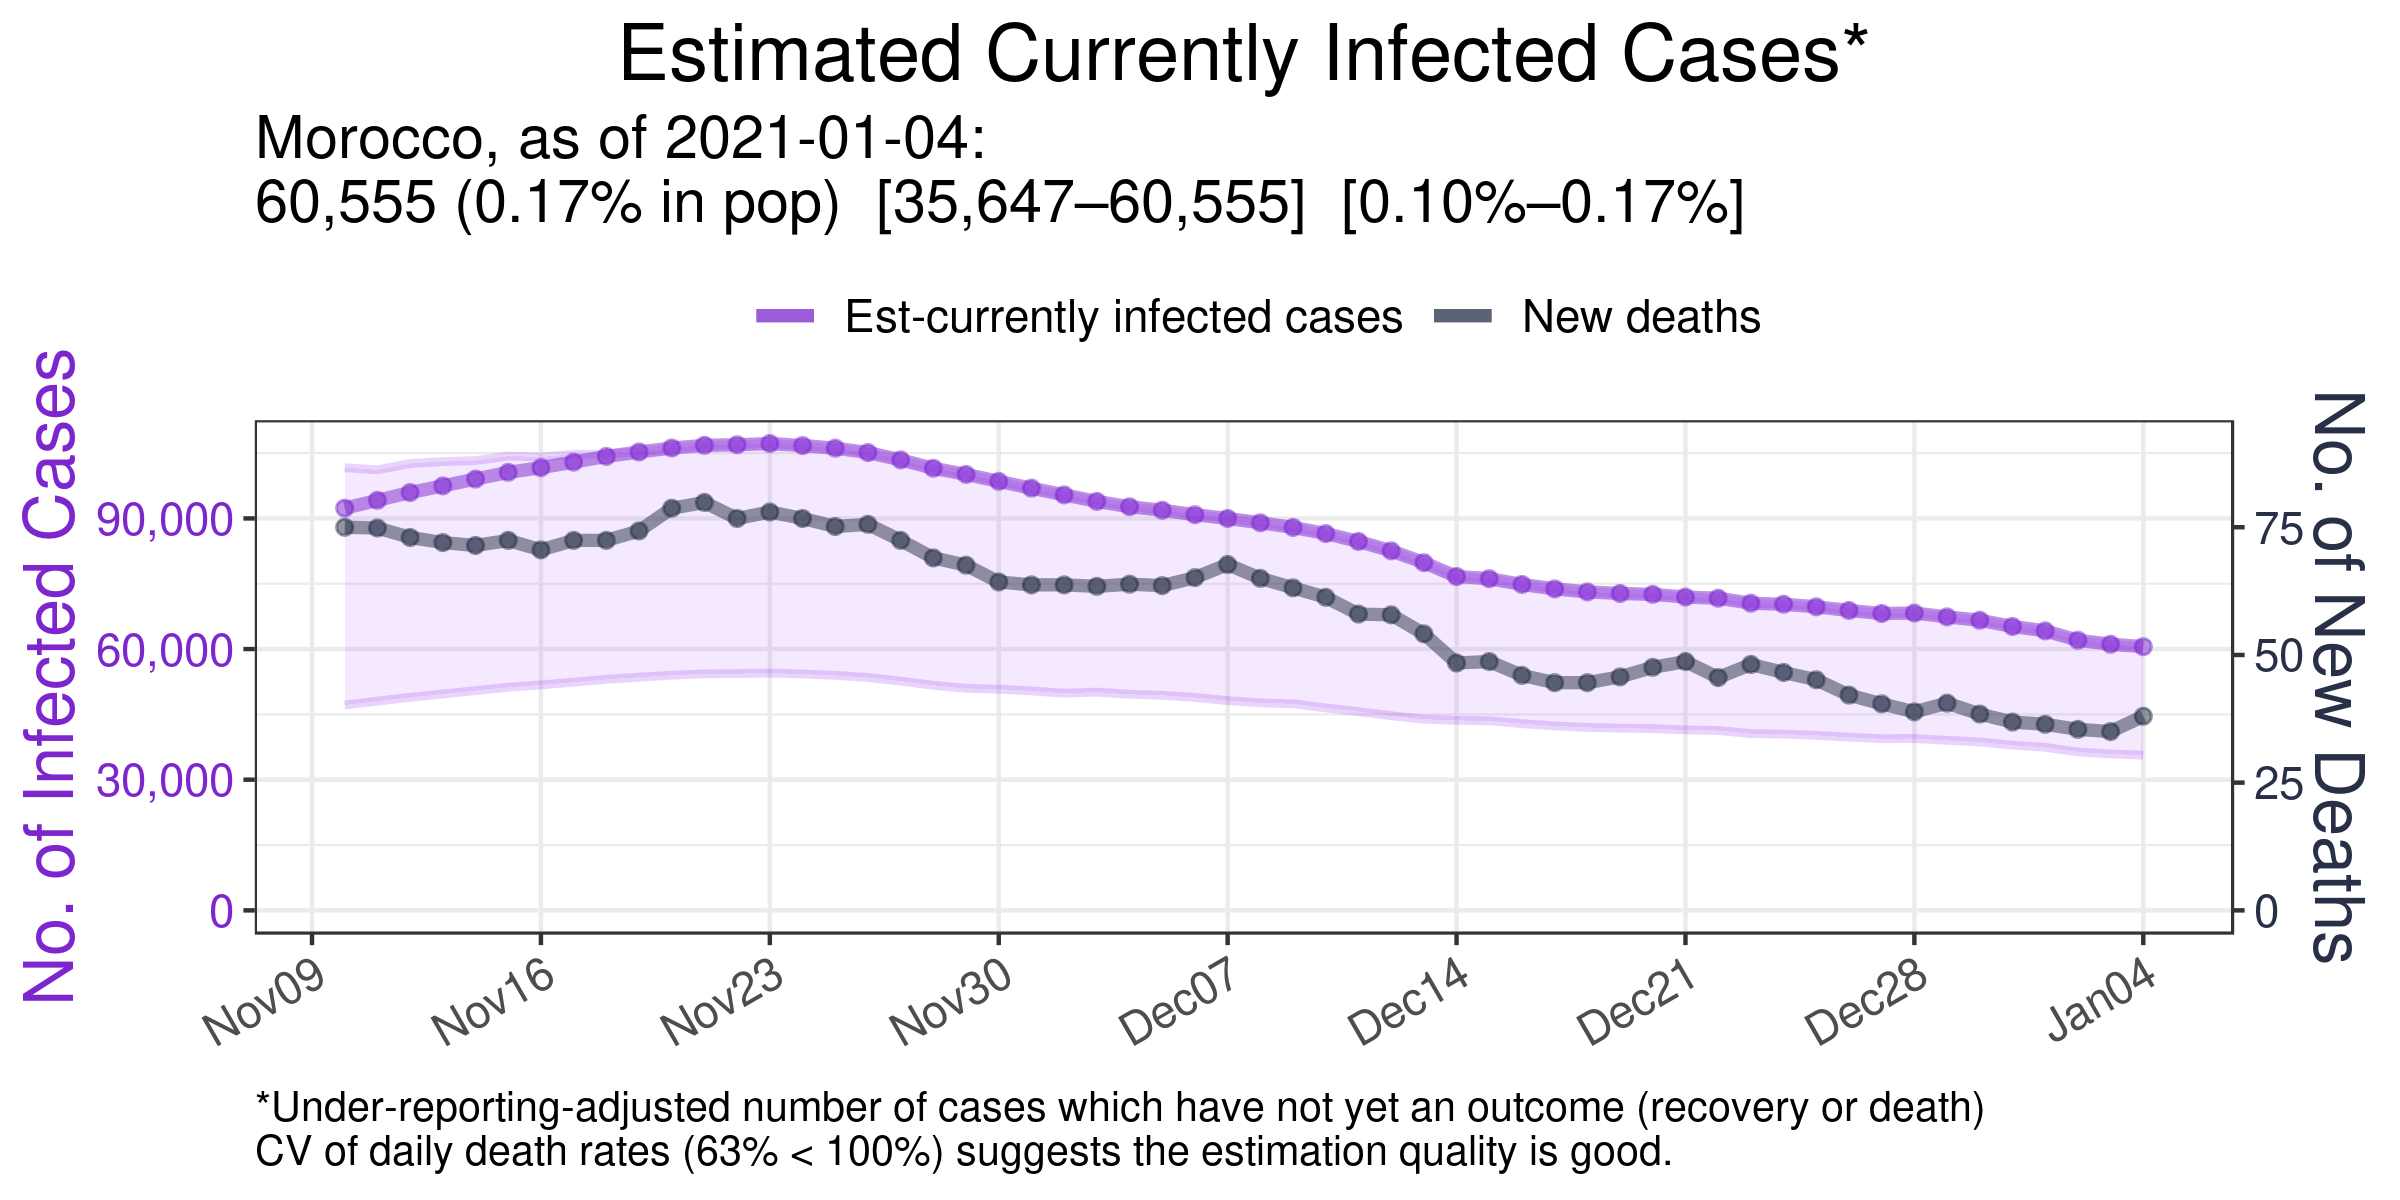 Estimated Currently Infected Cases*
Morocco, as of 2021-01-04:
60,555 (0.17% in pop)  [35,647–60,555]  [0.10%–0.17%]
Est-currently infected cases
New deaths
No. of Infected Cases
90,000
60,000
30,000
0
75
50
25
0
No. of New Deaths
Nov09
Nov16
Nov23
Nov30
Dec07
Dec14
Dec21
Dec28
Jan04
*Under-reporting-adjusted number of cases which have not yet an outcome (recovery or death)
CV of daily death rates (63% < 100%) suggests the estimation quality is good.